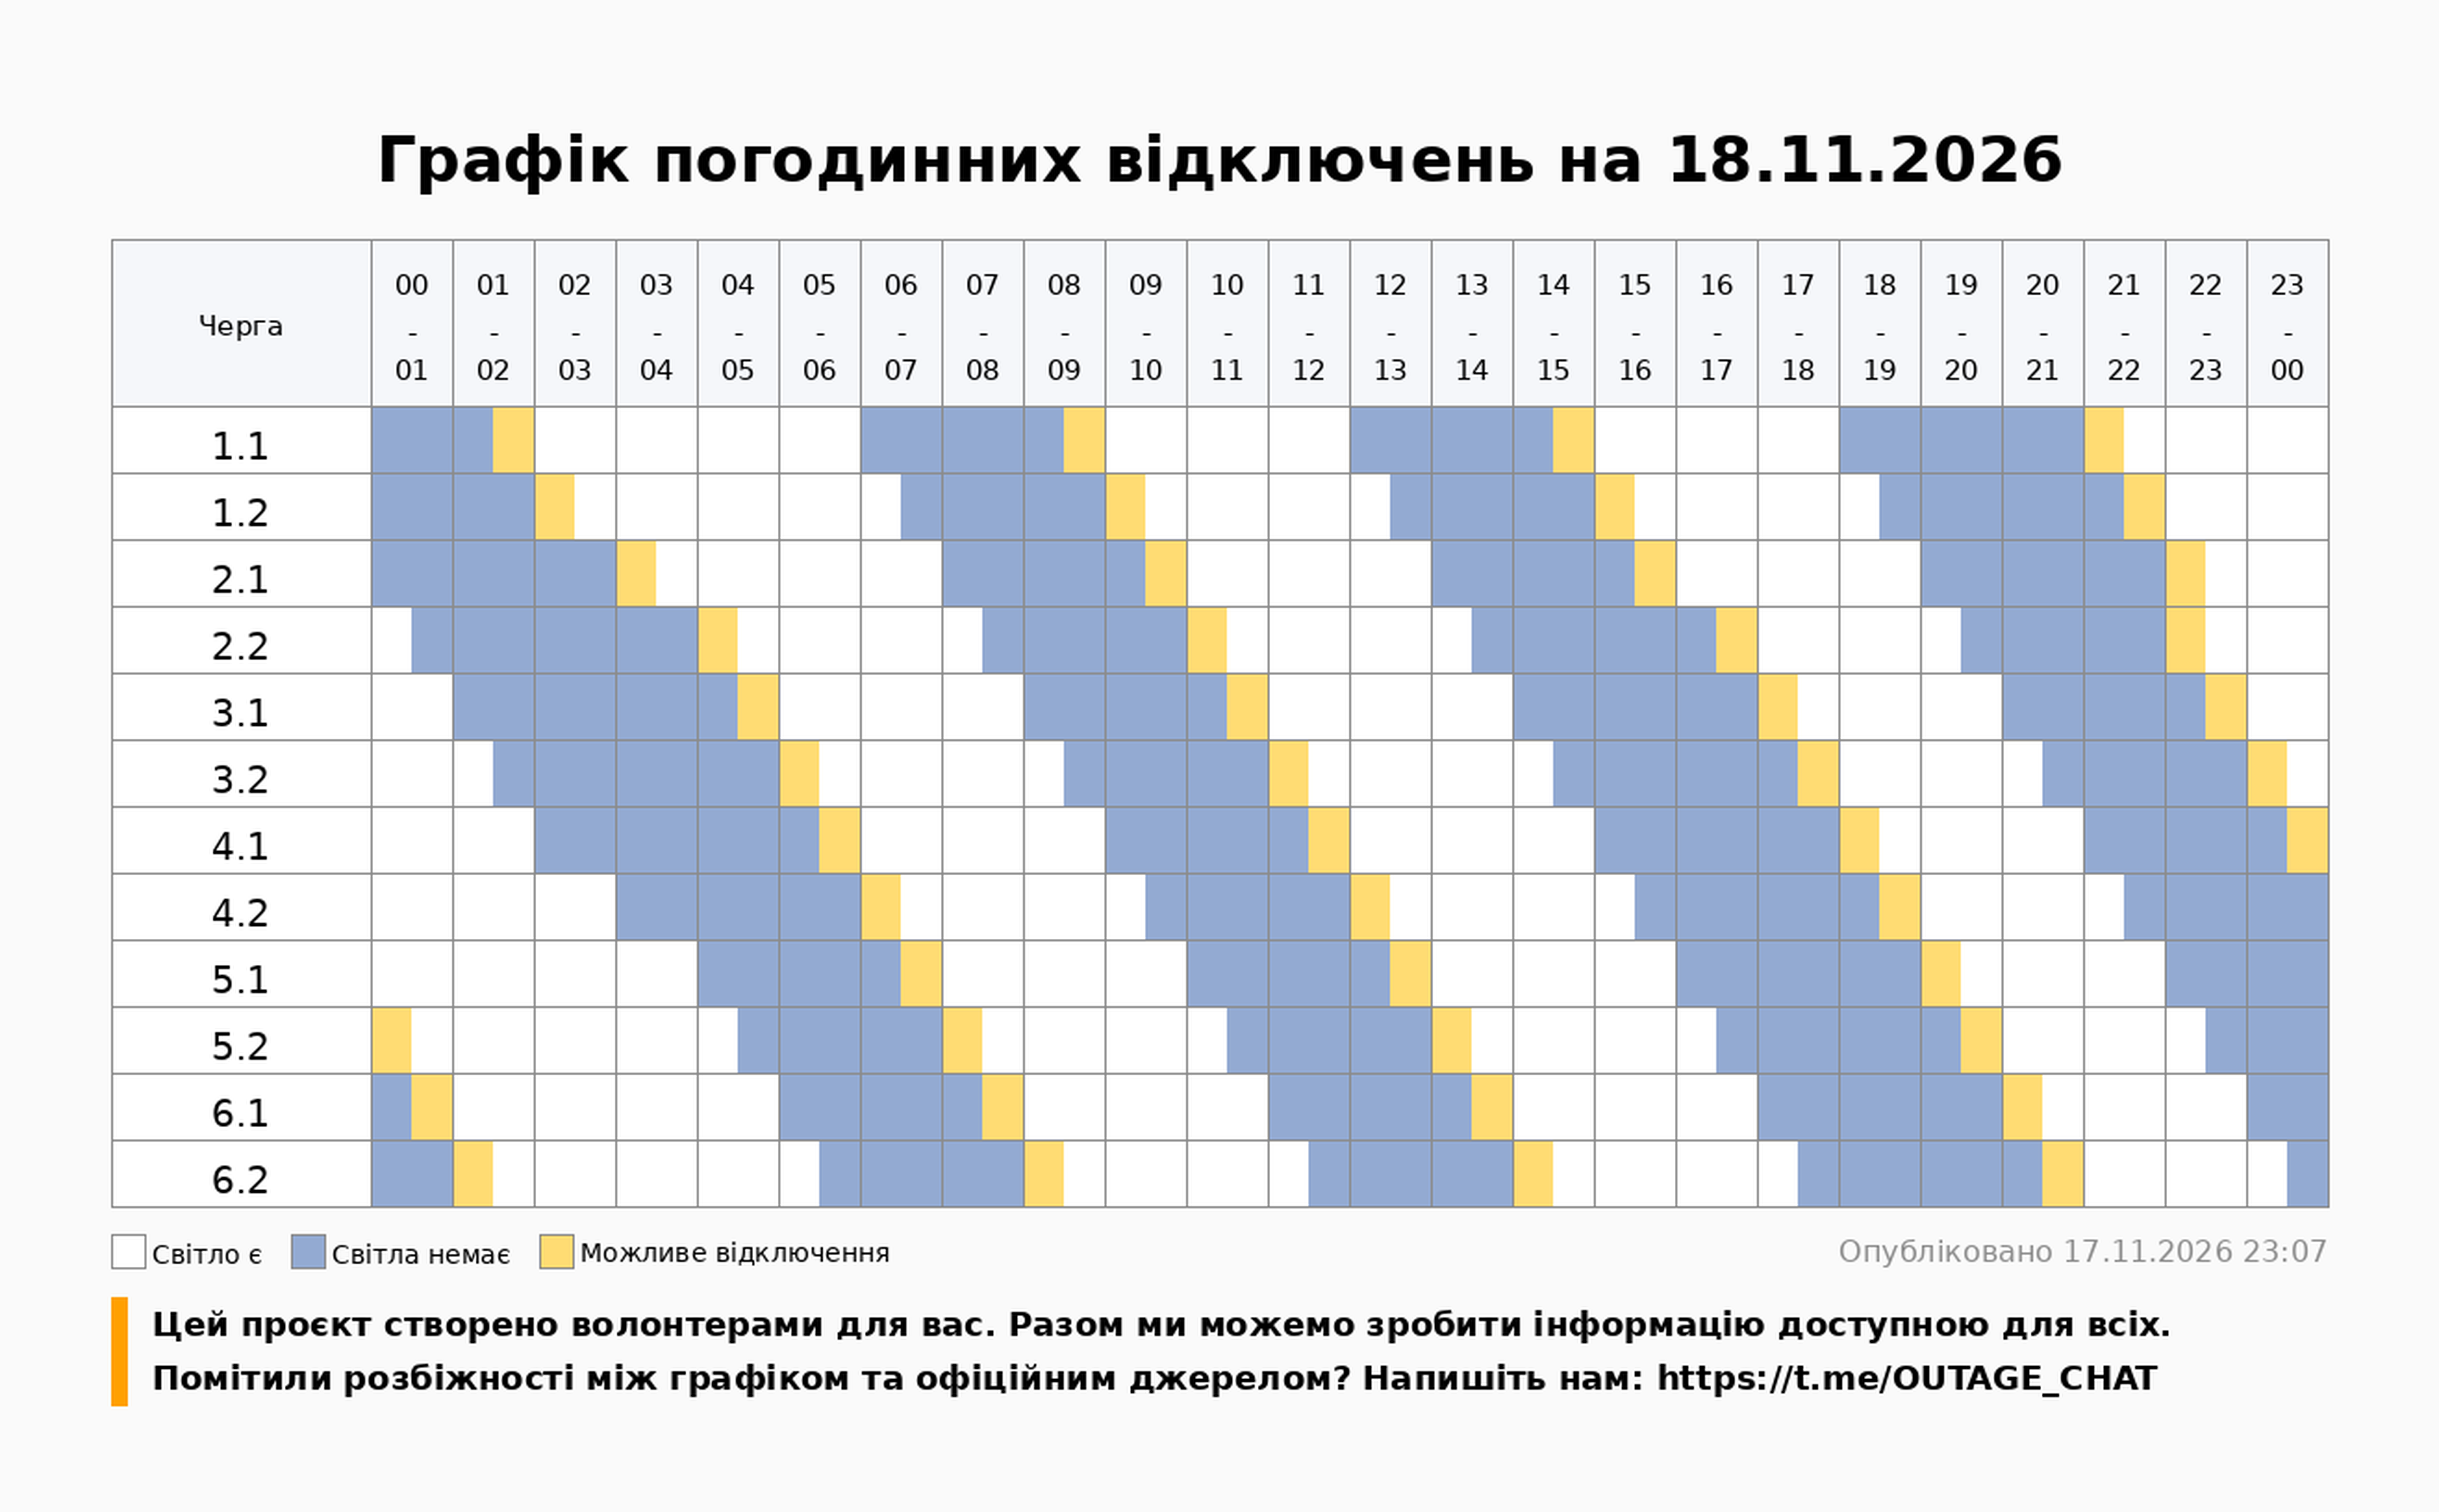 Графік погодинних відключень на 18.11.2026
Черга 00 - 01 01 - 02 02 - 03 03 - 04 04 - 05 05 - 06 06 - 07 07 - 08 08 - 09 09 - 10 10 - 11 11 - 12 12 - 13 13 - 14 14 - 15 15 - 16 16 - 17 17 - 18 18 - 19 19 - 20 20 - 21 21 - 22 22 - 23 23 - 00
1.1
1.2
2.1
2.2
3.1
3.2
4.1
4.2
5.1
5.2
6.1
6.2
Світло є Світла немає Можливе відключення Опубліковано 17.11.2026 23:07
Цей проєкт створено волонтерами для вас. Разом ми можемо зробити інформацію доступною для всіх.
Помітили розбіжності між графіком та офіційним джерелом? Напишіть нам: https://t.me/OUTAGE_CHAT